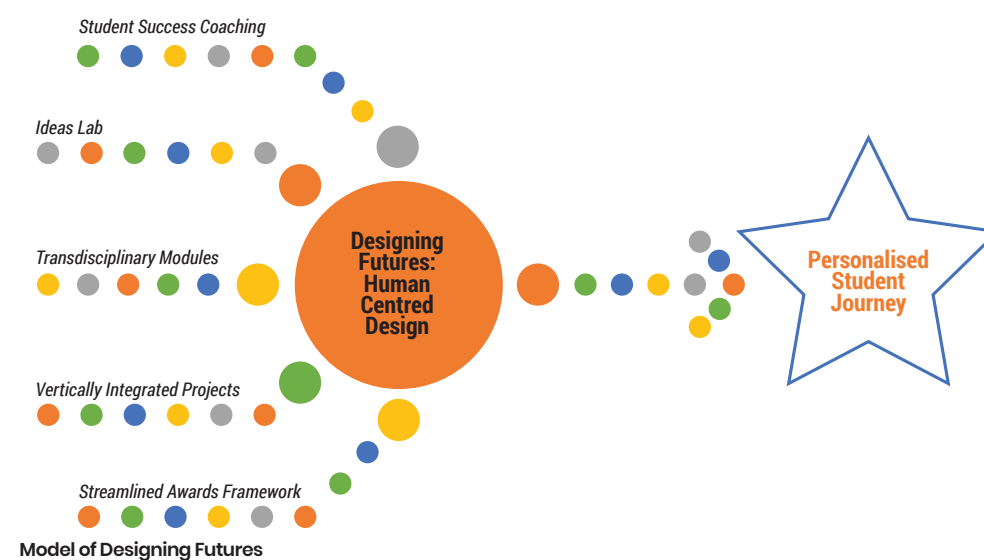 Student Success Coaching
Ideas Lab
Transdisciplinary Modules
Vertically Integrated Projects
Streamlined Awards Framework
Designing
Futures:
Human
Centred
Design
Personalised
Student
Journey
Model of Designing Futures